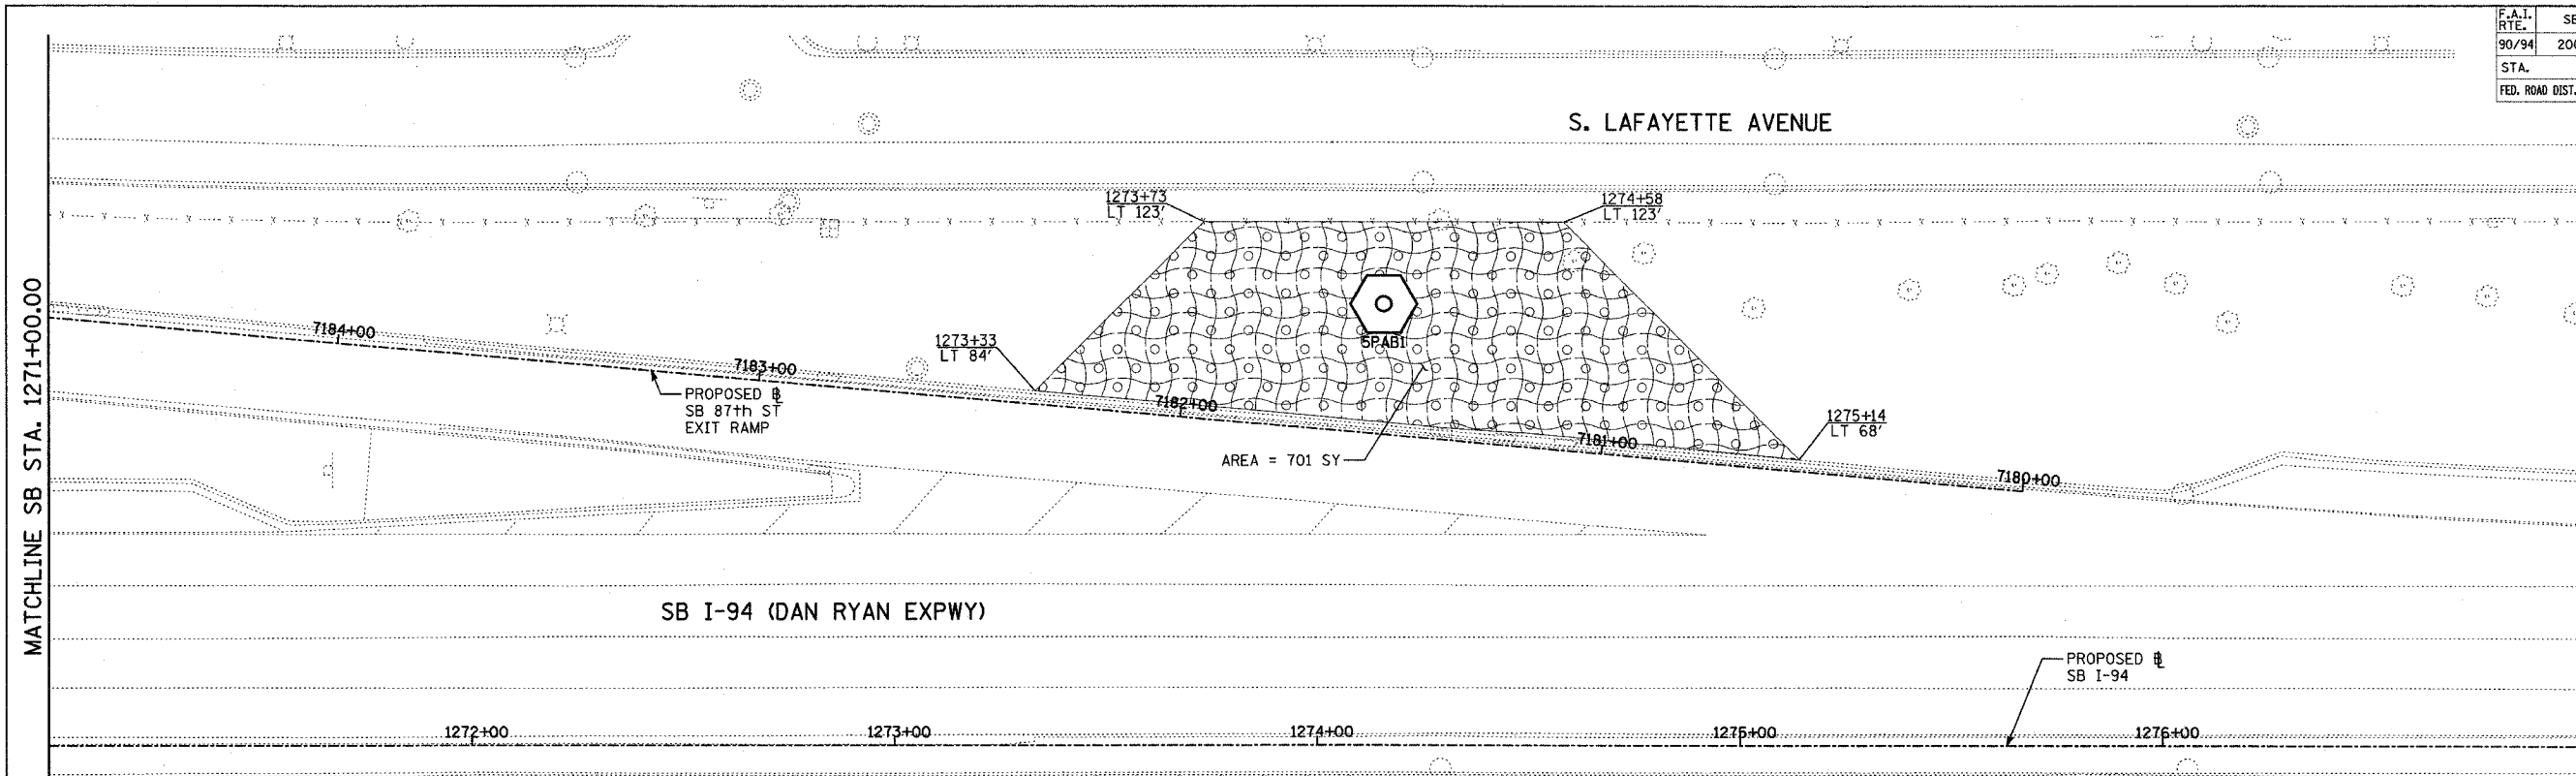 F.A.I.
RTE.
SE
90/94
200
STA.
FED. ROAD DIST.
S. LAFAYETTE AVENUE
1273+73
LT 123'
1274+58
LT 123'
MATCHLINE SB STA. 1271+00.00
7184+00
7183+00
1273+33
LT 84'
5PAB1
PROPOSED B
SB 87th ST
EXIT RAMP
7182+00
7181+00
1275+14
LT 68'
AREA = 701 SY
7180+00
SB I-94 (DAN RYAN EXPWY)
PROPOSED B
SB I-94
1272+00
1273+00
1274+00
1275+00
1276+00